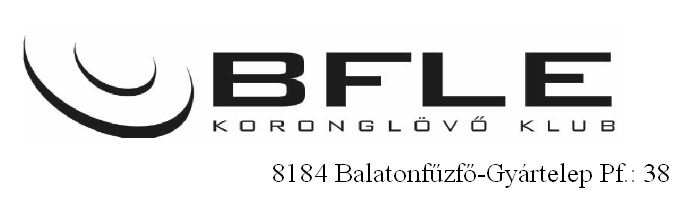 BFLE
KORONGLÖVŐ KLUB
8184 Balatonfűzfő-Gyártelep Pf.: 38